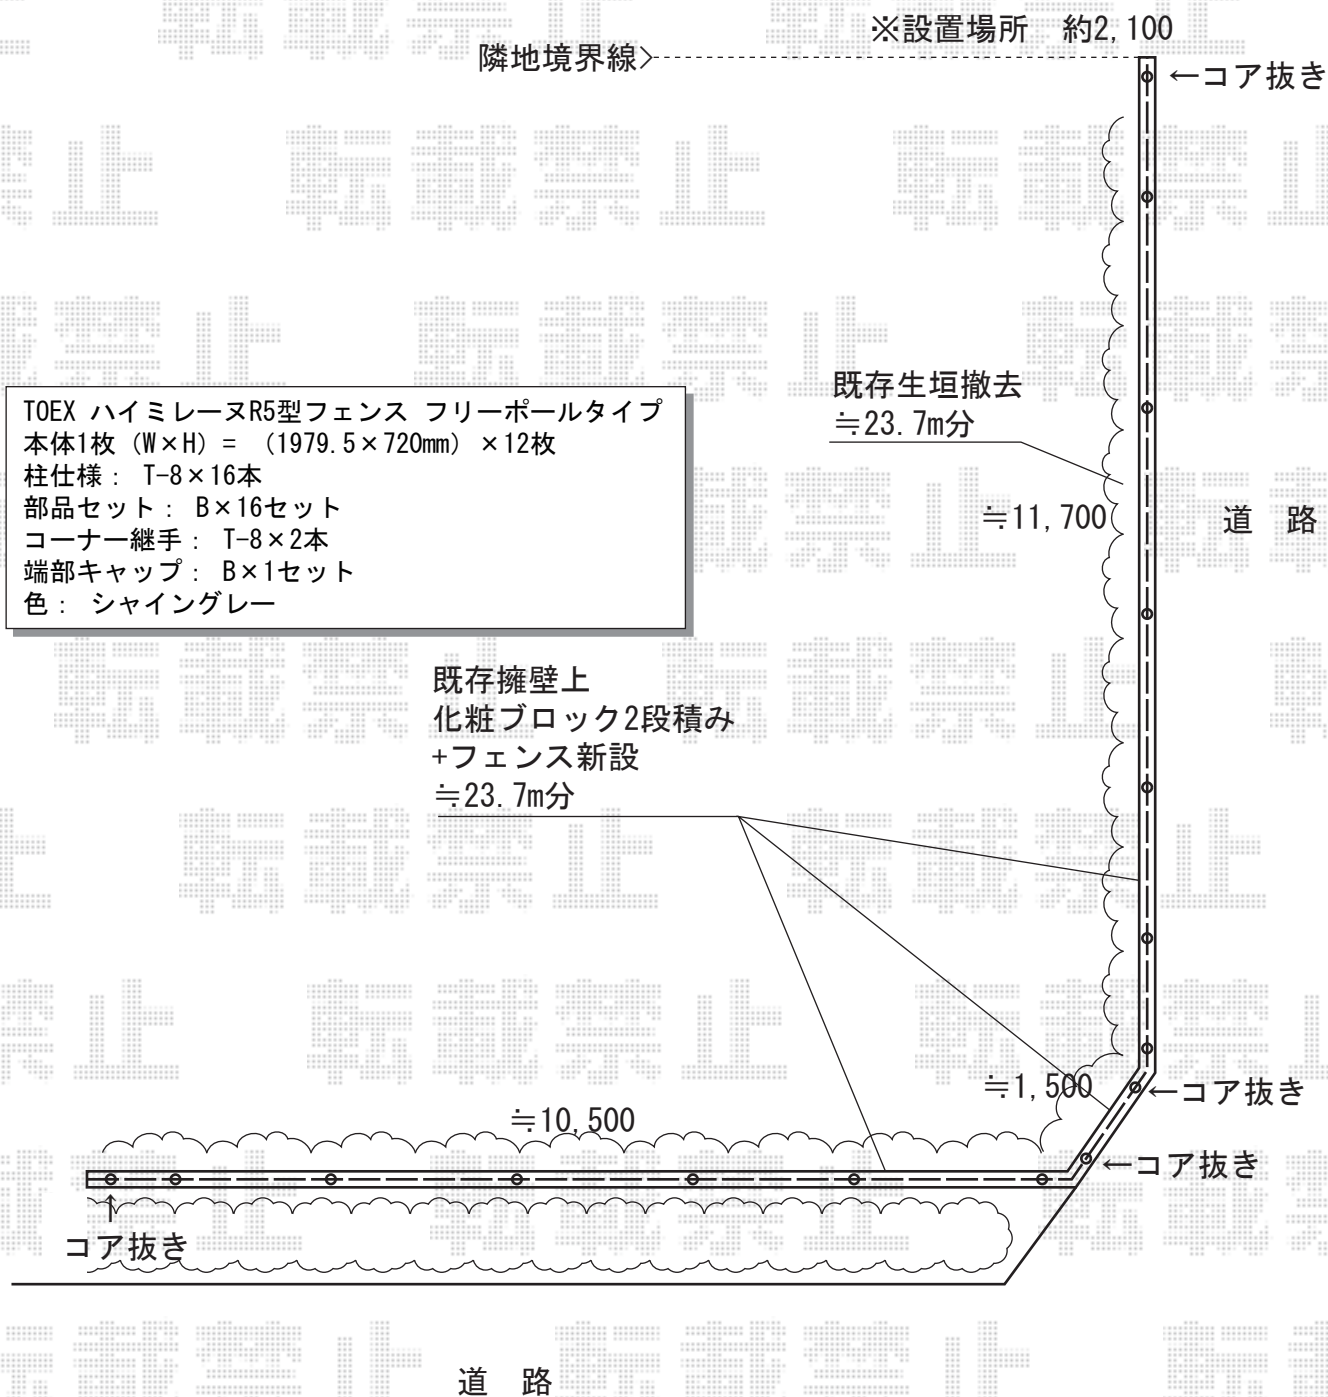 ※設置場所　約2,100
隣地境界線>
←コア抜き
既存生垣撤去
≒23.7m分
TOEX ハイミレーヌR5型フェンス フリーポールタイプ
本体1枚（W×H）= （1979.5×720mm）×12枚
柱仕様： T-8×16本
部品セット： B×16セット
コーナー継手： T-8×2本
端部キャップ： B×1セット
色： シャイングレー
≒11,700
道　路
既存擁壁上
化粧ブロック2段積み
+フェンス新設
≒23.7m分
≒1,500
←コア抜き
≒10,500
←コア抜き
↑
コア抜き
道　路
転載禁止